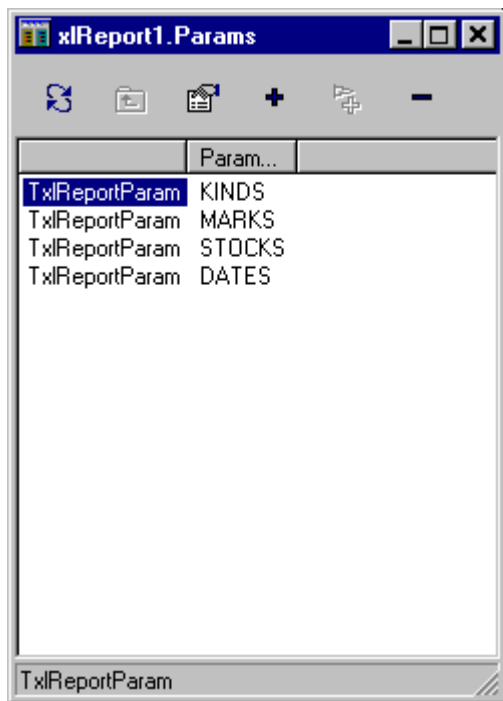 xlReport1.Params
Param...
TxlReportParam KINDS
TxlReportParam MARKS
TxlReportParam STOCKS
TxlReportParam DATES
TxlReportParam